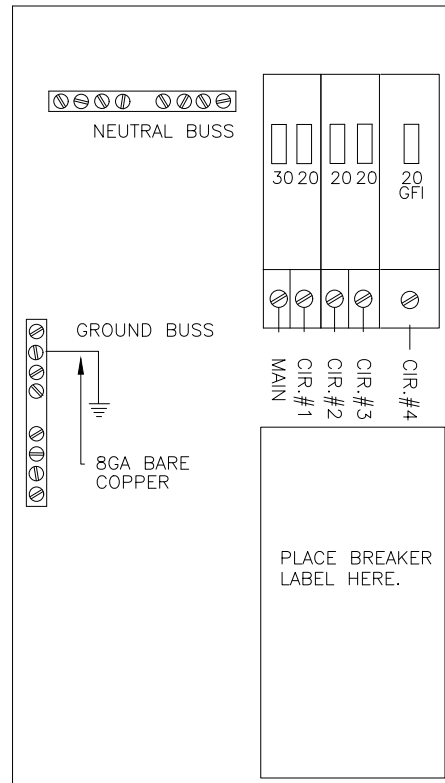 NEUTRAL BUSS
30 20 20 20 20
GFI
GROUND BUSS
MAIN
CIR.#1
CIR.#2
CIR.#3
CIR.#4
8GA BARE
COPPER
PLACE BREAKER
LABEL HERE.